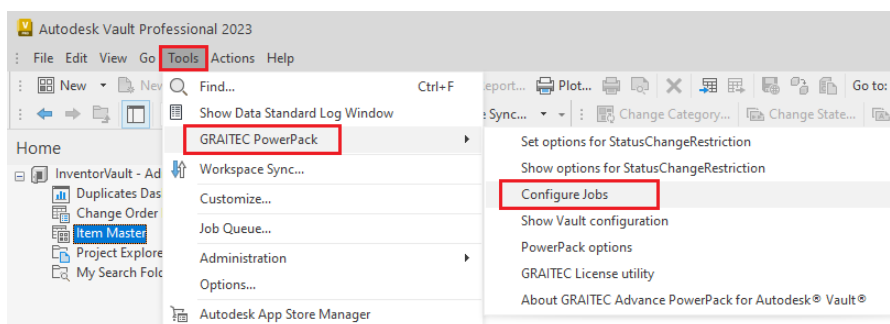 Autodesk Vault Professional 2023
File Edit View Go Tools Actions Help
New Plot... Go to:
Find... Ctrl+F
Show Data Standard Log Window
Sync... Change Category... Change State...
Home
GRAITEC PowerPack
Set options for StatusChangeRestriction
InventorVault - Ad
Workspace Sync...
Show options for StatusChangeRestriction
Duplicates Das
Customize...
Configure Jobs
Change Order
Item Master
Job Queue...
Show Vault configuration
Project Explore
Administration
PowerPack options
My Search Fold
Options...
GRAITEC License utility
Autodesk App Store Manager
About GRAITEC Advance PowerPack for Autodesk® Vault®